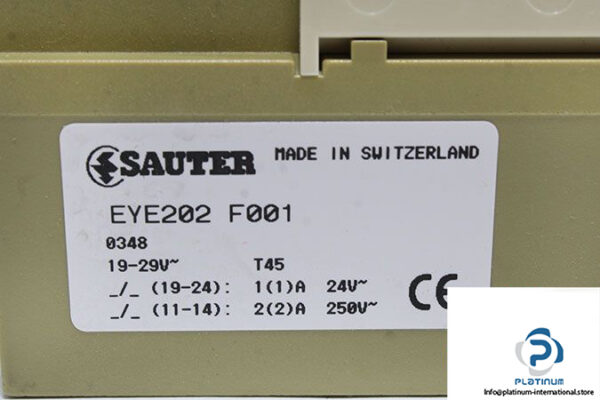 SAUTER MADE IN SWITZERLAND
EYE202 F001
0348
19-29V~ T45
_/_ (19-24): 1(1)A 24V~
_/_ (11-14): 2(2)A 250V~
CE
PLATINUM
Info@platinum-international.store